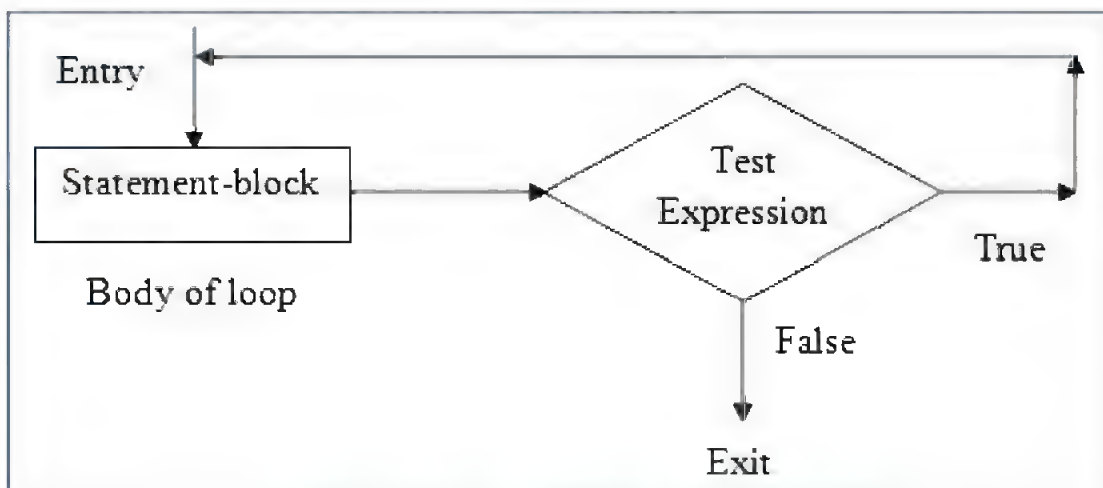 Entry
Statement-block
Body of loop
Test
Expression
True
False
Exit